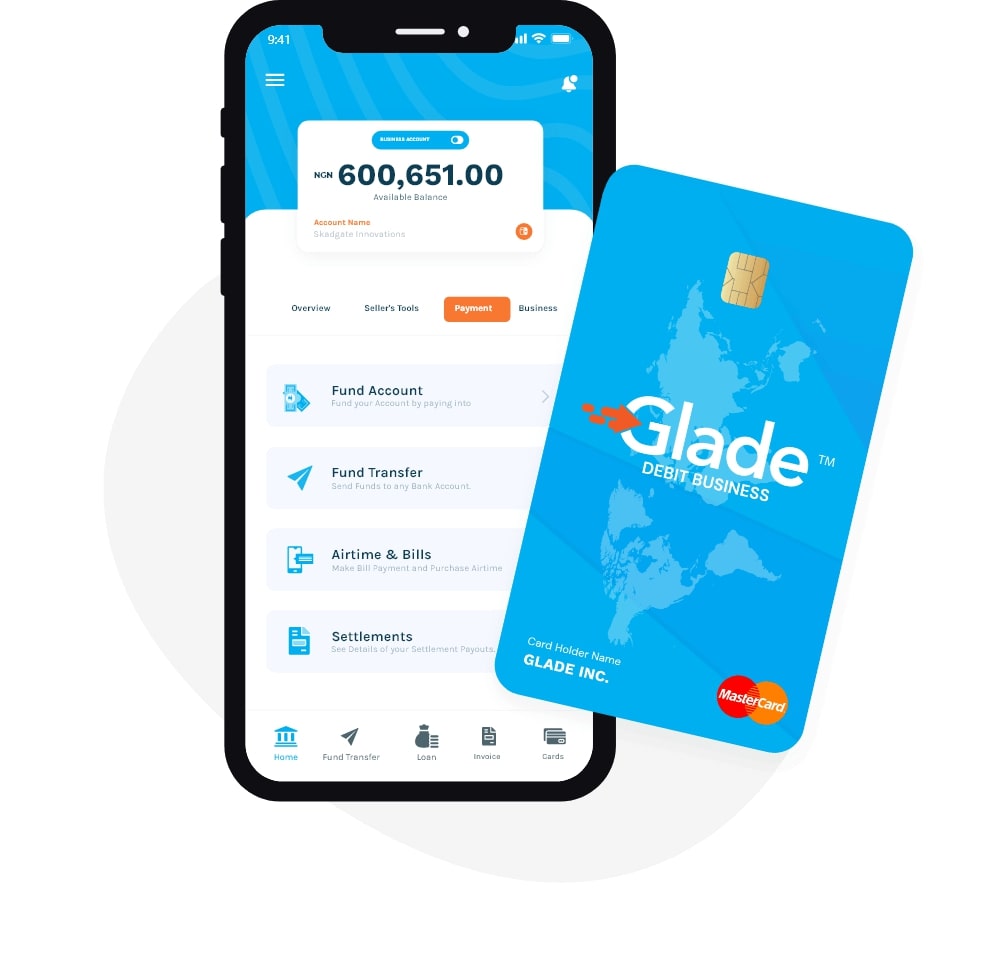 9:41
BUSINESS ACCOUNT
NGN 600,651.00
Available Balance
Account Name
Skadgate Innovations
Overview Seller's Tools Payment Business
Fund Account
Fund your Account by paying into
Fund Transfer
Send Funds to any Bank Account.
Airtime & Bills
Make Bill Payment and Purchase Airtime
Settlements
See Details of your Settlement Payouts.
Home Fund Transfer Loan Invoice Cards
Glade TM
DEBIT BUSINESS
Card Holder Name
GLADE INC.
MasterCard